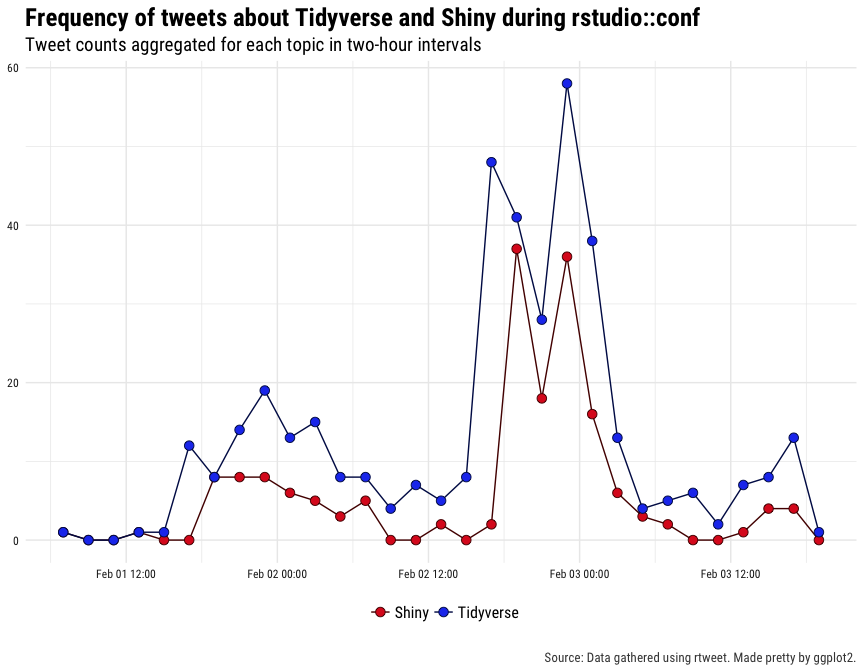 Frequency of tweets about Tidyverse and Shiny during rstudio::conf
Tweet counts aggregated for each topic in two-hour intervals
60
40
20
0
Feb 01 12:00 Feb 02 00:00 Feb 02 12:00 Feb 03 00:00 Feb 03 12:00
Shiny Tidyverse
Source: Data gathered using rtweet. Made pretty by ggplot2.